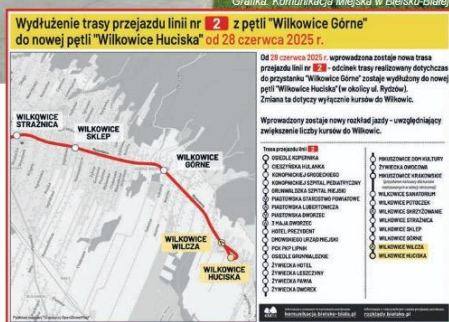 Grafika: Komunikacja Miejska w Bielsku-Białej
Wydłużenie trasy przejazdu linii nr 2 z pętli "Wilkowice Górne"
do nowej pętli "Wilkowice Huciska" od 28 czerwca 2025 r.
WILKOWICE
STRAŻNICA
WILKOWICE
SKLEP
WILKOWICE
GÓRNE
WILKOWICE
WILCZA
WILKOWICE
HUCISKA
Od 28 czerwca 2025 r. wprowadzona zostaje nowa trasa
przejazdu linii nr 2 - odcinek trasy realizowany dotychczas
do przystanku "Wilkowice Górne" zostaje wydłużony do nowej
pętli "Wilkowice Huciska" (w okolicy ul. Rydzów).
Zmiana ta dotyczy wyłącznie kursów do Wilkowic.
Wprowadzony zostaje nowy rozkład jazdy - uwzględniający
zwiększenie liczby kursów do Wilkowic.
Trasa przejazdu linii 2
OSIEDLE KOPERNIKA
CIESZYŃSKA HULANKA
KONOPNICKIEJ GRODECKIEGO
KONOPNICKIEJ SZPITAL PEDIATRYCZNY
GRUNWALDZKA SZPITAL MIEJSKI
PIASTOWSKA STAROSTWO POWIATOWE
PIASTOWSKA LUBERTOWICZA
PIASTOWSKA DWORZEC
3 MAJA DWORZEC
HOTEL PREZYDENT
DMOWSKIEGO URZĄD MIEJSKI
PCK PKP LIPNIK
OSIEDLE GRUNWALDZKIE
ŻYWIECKA HOTEL
ŻYWIECKA LESZCZYNY
ŻYWIECKA PAWIA
ŻYWIECKA DWOREK
MIKUSZOWICE DOM KULTURY
ŻYWIECKA OWOCOWA
MIKUSZOWICE KRAKOWSKIE
WILKOWICE SANATORIUM
WILKOWICE POTOCZEK
WILKOWICE SKRZYŻOWANIE
WILKOWICE STRAŻNICA
WILKOWICE SKLEP
WILKOWICE GÓRNE
WILKOWICE WILCZA
WILKOWICE HUCISKA
komunikacja.bielsko-biala.pl
rozklady.bielsko.pl